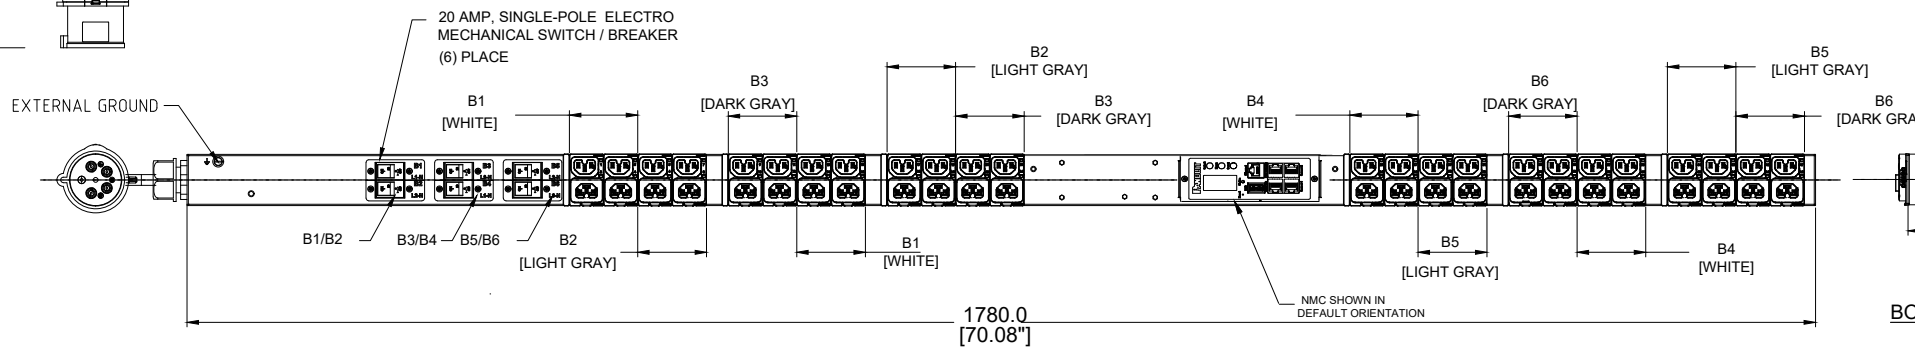 20 AMP, SINGLE-POLE ELECTRO
MECHANICAL SWITCH / BREAKER
(6) PLACE
EXTERNAL GROUND
B1
[WHITE]
B3
[DARK GRAY]
B2
[LIGHT GRAY]
B3
[DARK GRAY]
B4
[WHITE]
B6
[DARK GRAY]
B5
[LIGHT GRAY]
B6
B1/B2
B3/B4
B5/B6
B2
[LIGHT GRAY]
B1
[WHITE]
B5
[LIGHT GRAY]
B4
[WHITE]
NMC SHOWN IN
DEFAULT ORIENTATION
1780.0
[70.08"]